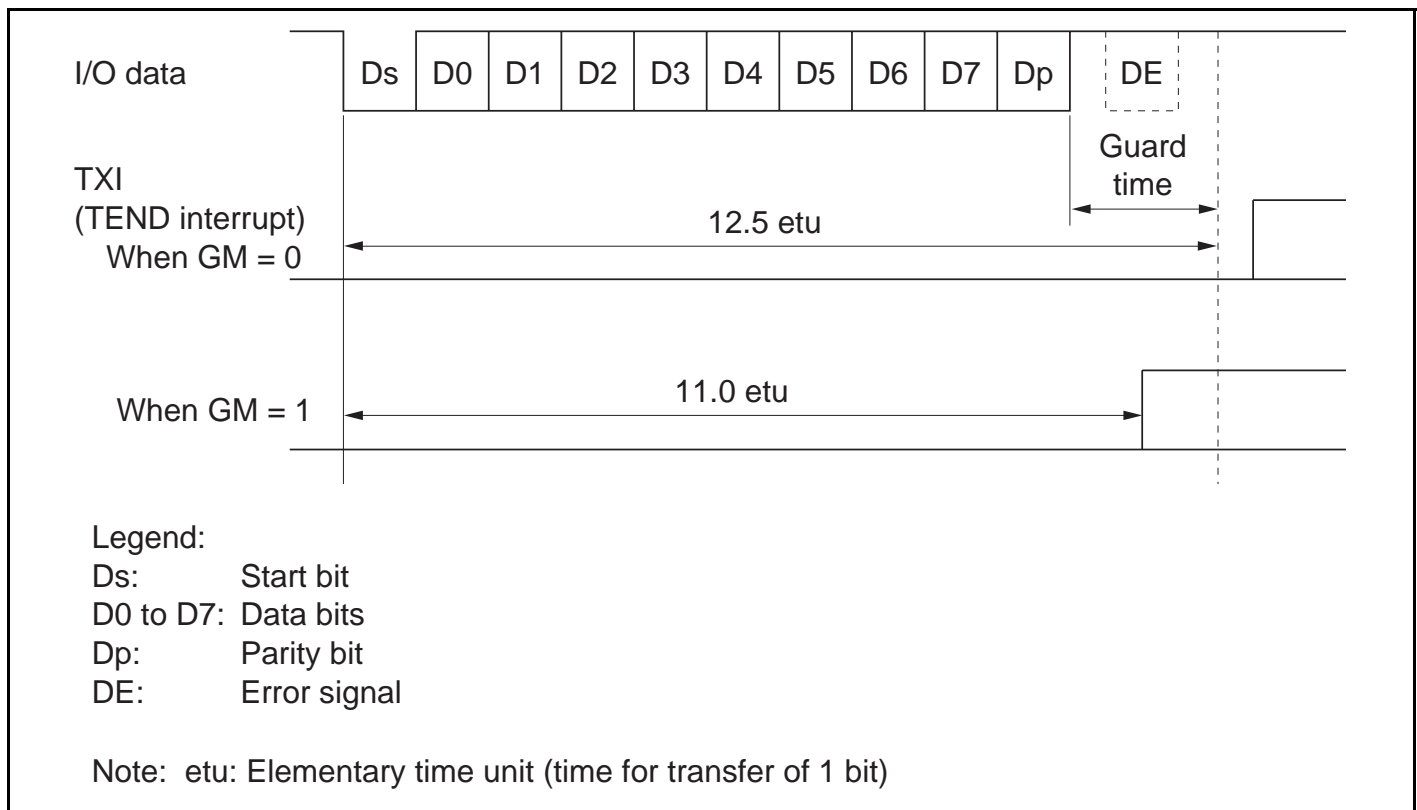 I/O data Ds D0 D1 D2 D3 D4 D5 D6 D7 Dp DE
Guard
time
TXI
(TEND interrupt)
When GM = 0
12.5 etu
When GM = 1
11.0 etu
Legend:
Ds: Start bit
D0 to D7: Data bits
Dp: Parity bit
DE: Error signal
Note: etu: Elementary time unit (time for transfer of 1 bit)